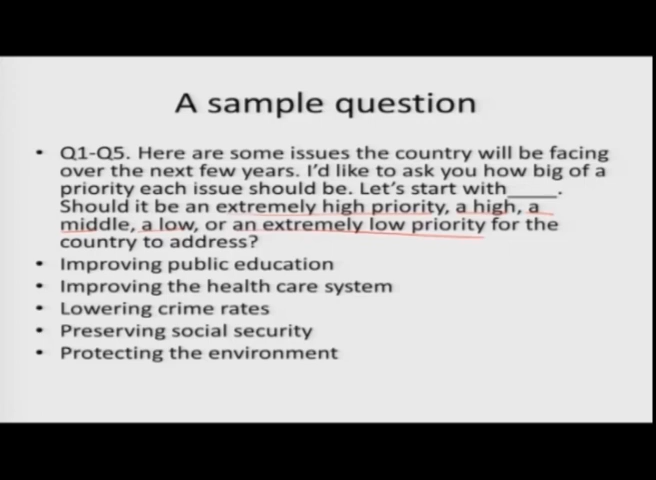 A sample question
• Q1-Q5. Here are some issues the country will be facing
over the next few years. I'd like to ask you how big of a
priority each issue should be. Let's start with____.
Should it be an extremely high priority, a high, a
middle, a low, or an extremely low priority for the
country to address?
• Improving public education
• Improving the health care system
• Lowering crime rates
• Preserving social security
• Protecting the environment